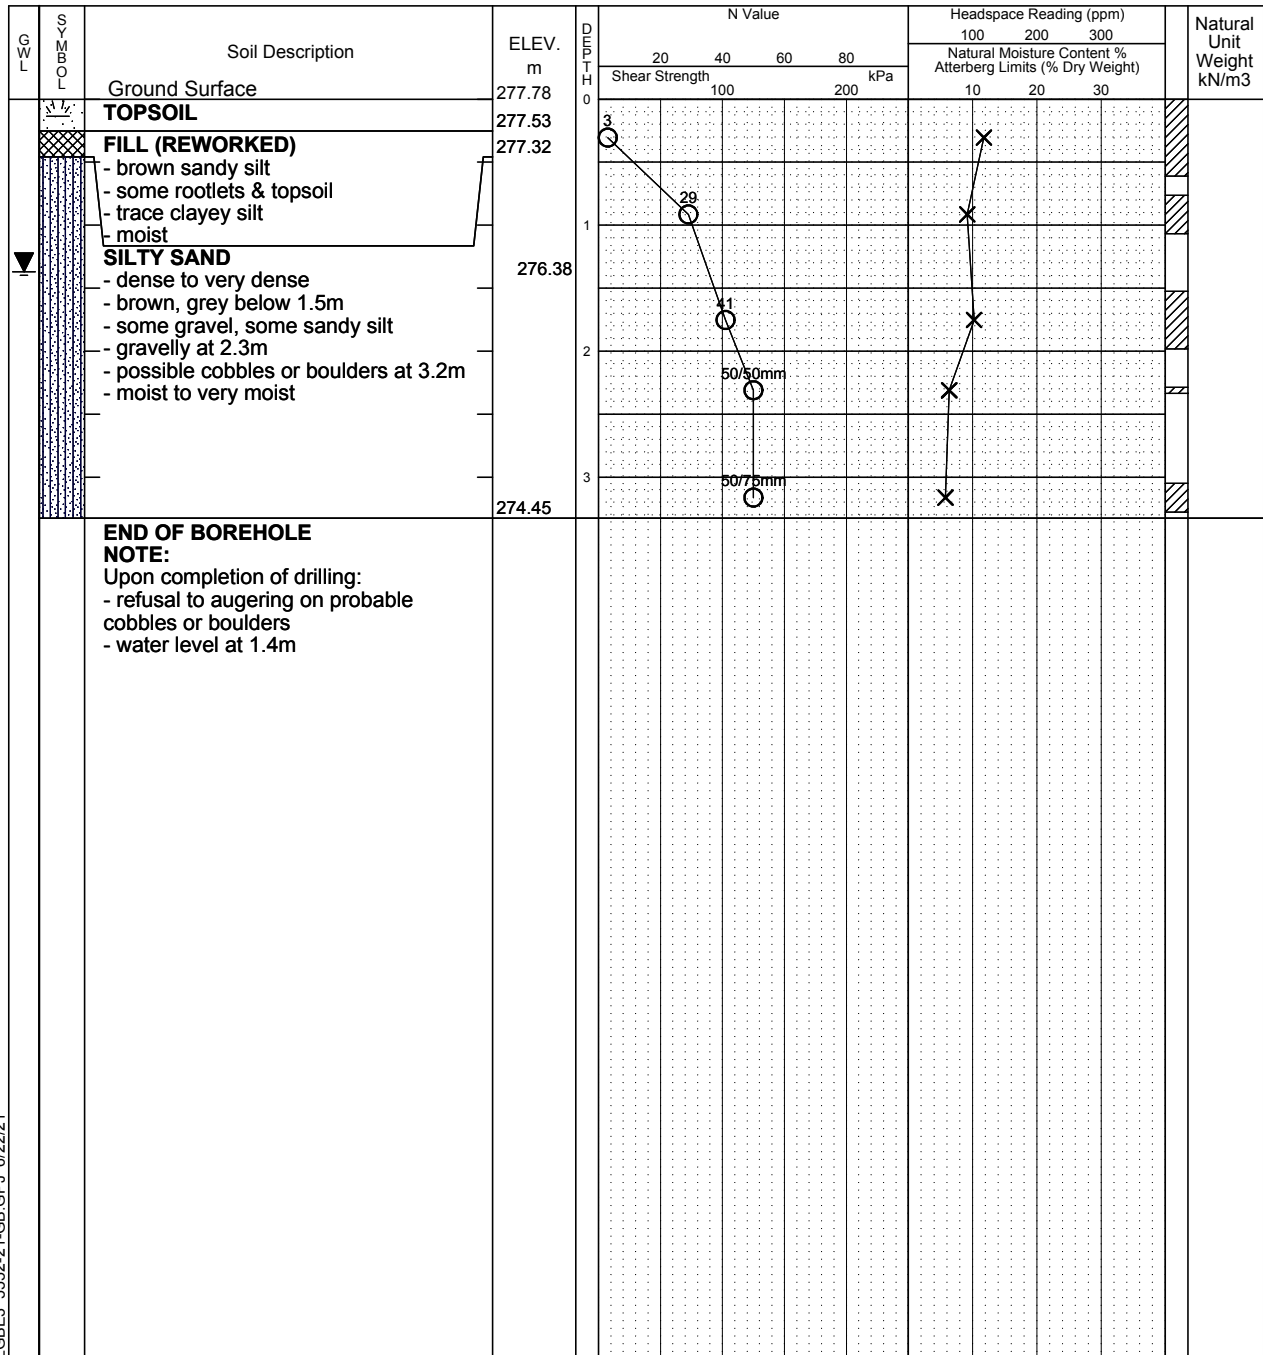 GWL
SYMBOL
Soil Description
Ground Surface
ELEV.
m
DEPTH
N Value
20 40 60 80
Shear Strength kPa
100 200
Headspace Reading (ppm)
100 200 300
Natural Moisture Content %
Atterberg Limits (% Dry Weight)
10 20 30
Natural
Unit
Weight
kN/m3
277.78
0
TOPSOIL
277.53
3
FILL (REWORKED)
277.32
- brown sandy silt
- some rootlets & topsoil
29
- trace clayey silt
1
- moist
SILTY SAND
276.38
- dense to very dense
- brown, grey below 1.5m
41
- some gravel, some sandy silt
- gravelly at 2.3m
2
- possible cobbles or boulders at 3.2m
50/50mm
- moist to very moist
3
50/75mm
274.45
END OF BOREHOLE
NOTE:
Upon completion of drilling:
- refusal to augering on probable
cobbles or boulders
- water level at 1.4m